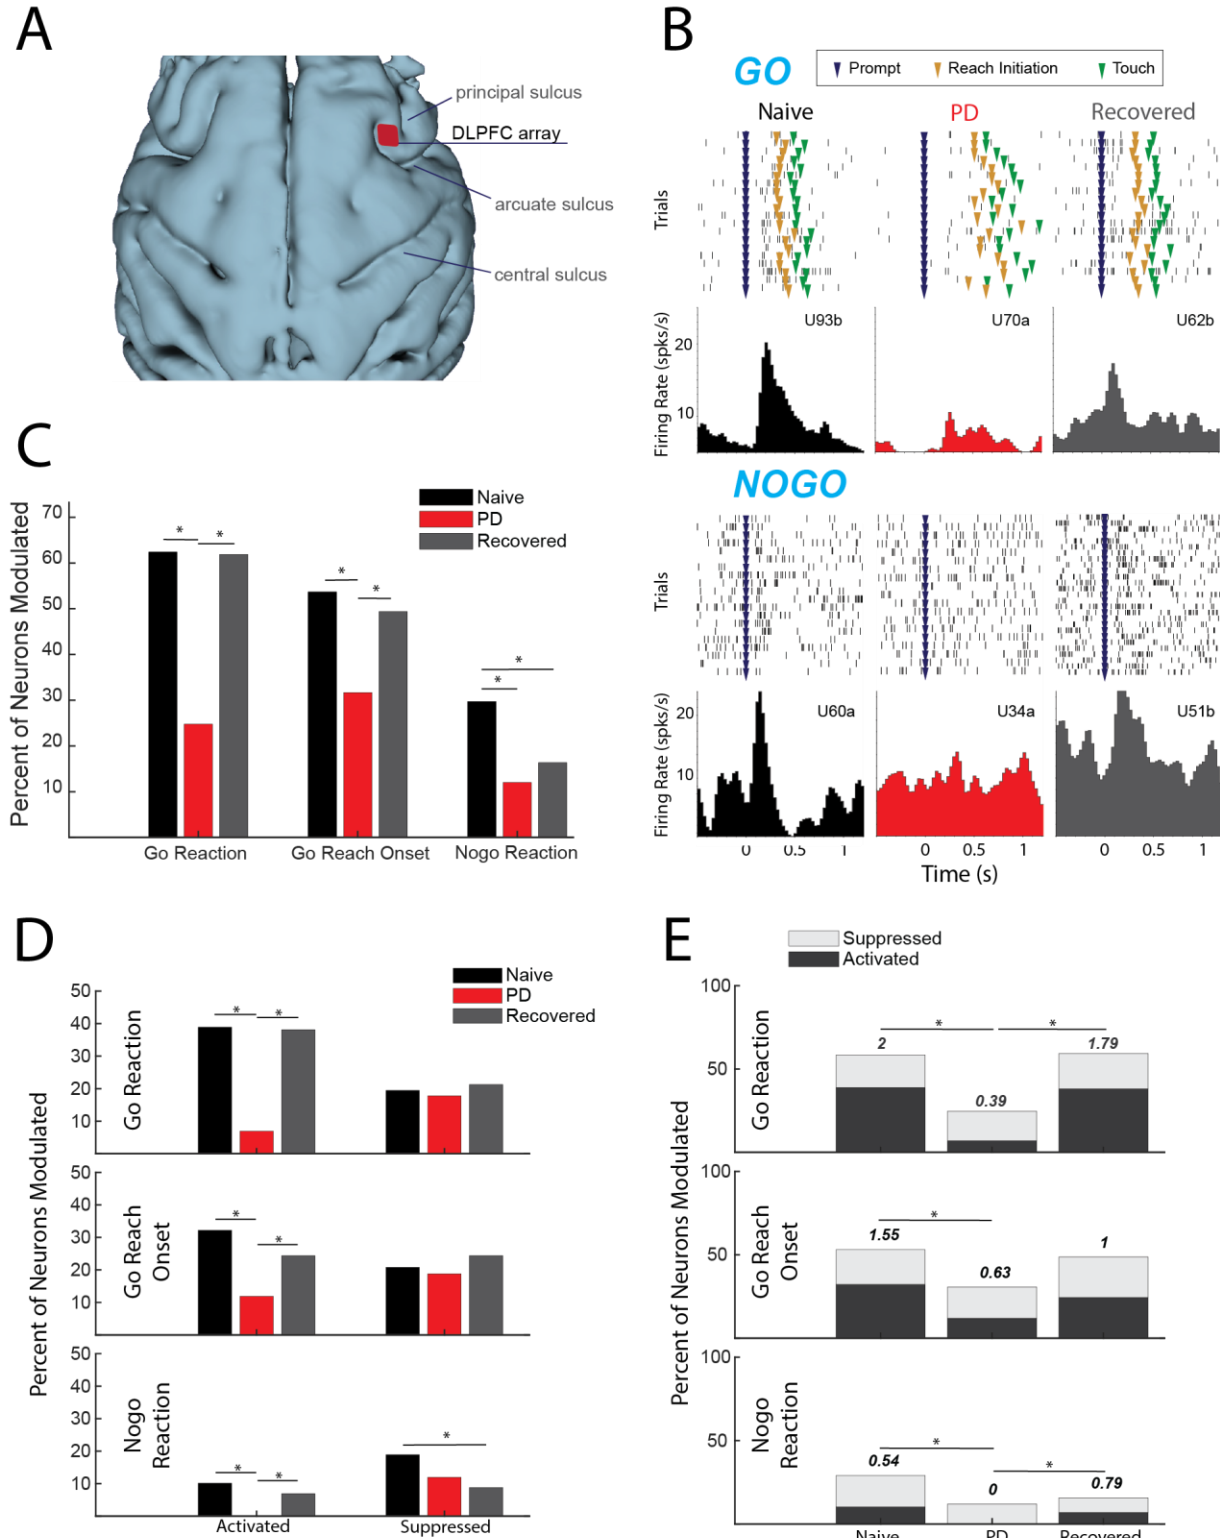 A
principal sulcus
DLPFC array
arcuate sulcus
central sulcus
B
GO
Prompt
Reach Initiation
Touch
Naive
PD
Recovered
Trials
Firing Rate (spks/s)
20
10
U93b
U70a
U62b
NOGO
Trials
Firing Rate (spks/s)
20
10
U60a
U34a
U51b
0 0.5 1
0 0.5 1
0 0.5 1
Time (s)
C
Percent of Neurons Modulated
70
60
50
40
30
20
10
Naive
PD
Recovered
* *
* *
*
*
Go Reaction
Go Reach Onset
Nogo Reaction
D
Naive
PD
Recovered
Percent of Neurons Modulated
Go Reaction
50
40
30
20
10
* *
Go Reach
Onset
50
40
30
20
10
*
*
Nogo
Reaction
50
40
30
20
10
* *
*
Activated
Suppressed
E
Suppressed
Activated
Percent of Neurons Modulated
Go Reaction
100
50
* *
2
0.39
1.79
Go Reach
Onset
100
50
*
1.55
0.63
1
Nogo
Reaction
100
50
*
*
0.54
0
0.79
Naive
PD
Recovered